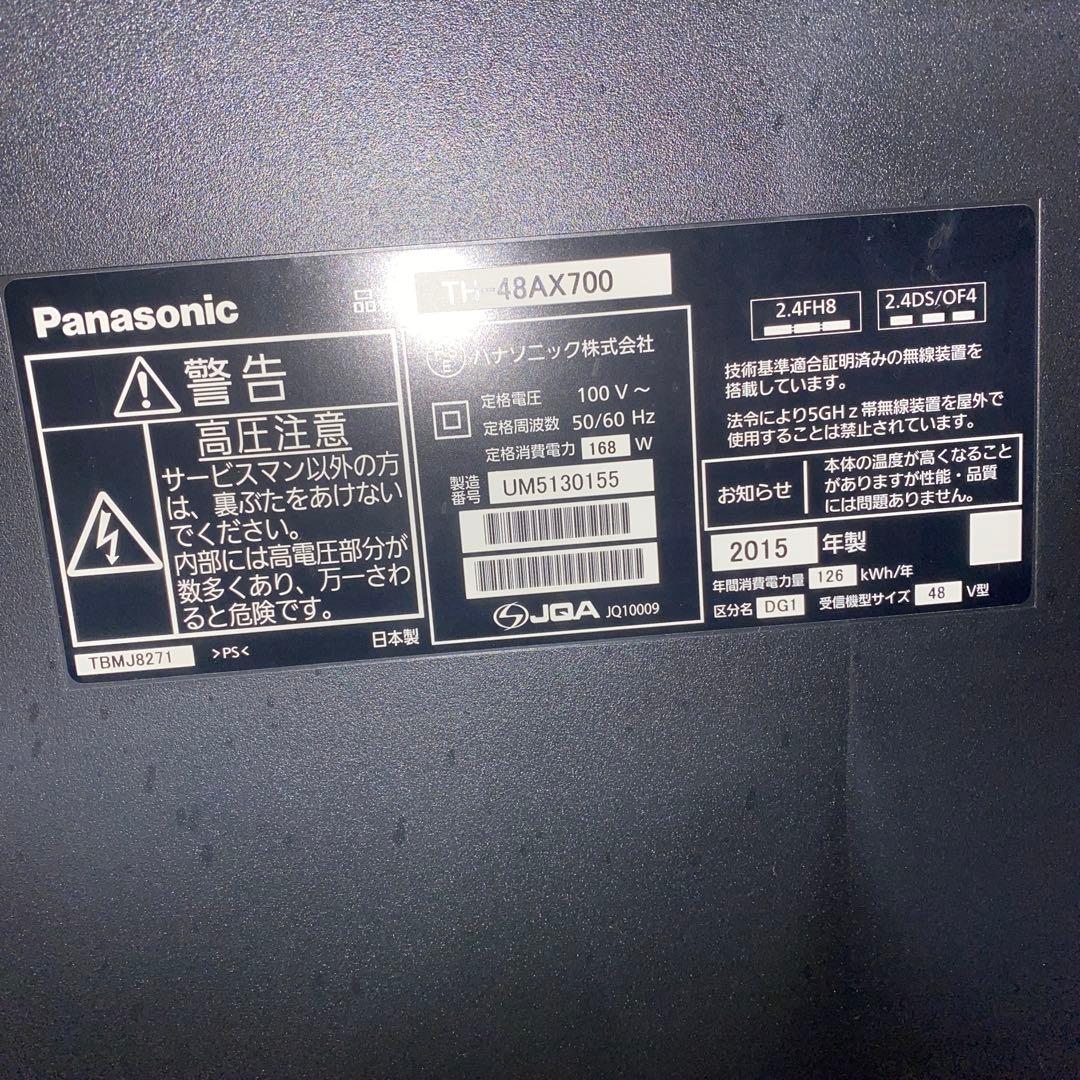 Panasonic
品
TH-48AX700
警告
高圧注意
サービスマン以外の方
は、裏ぶたをあけない
でください。
内部には高電圧部分が
数多くあり、万一さわ
ると危険です。
TBMJ8271 >PS<
日本製
PS
E
パナソニック株式会社
定格電圧 100 V ～
定格周波数 50/60 Hz
定格消費電力 168 W
製造
番号 UM5130155
JQA JQ10009
2.4FH8 2.4DS/OF4
技術基準適合証明済みの無線装置を
搭載しています。
法令により5GHz帯無線装置を屋外で
使用することは禁止されています。
お知らせ
本体の温度が高くなること
がありますが性能・品質
には問題ありません。
2015 年製
年間消費電力量 126 kWh/年
区分名 DG1 受信機型サイズ 48 V型